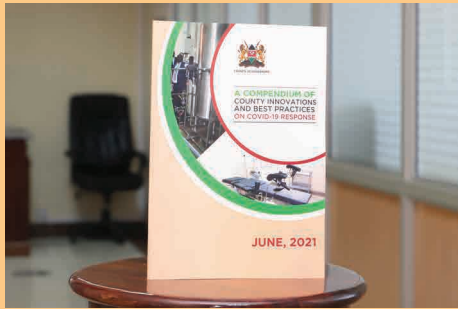 A COMPENDIUM OF
COUNTY INNOVATIONS
AND BEST PRACTICES
ON COVID-19 RESPONSE
JUNE, 2021